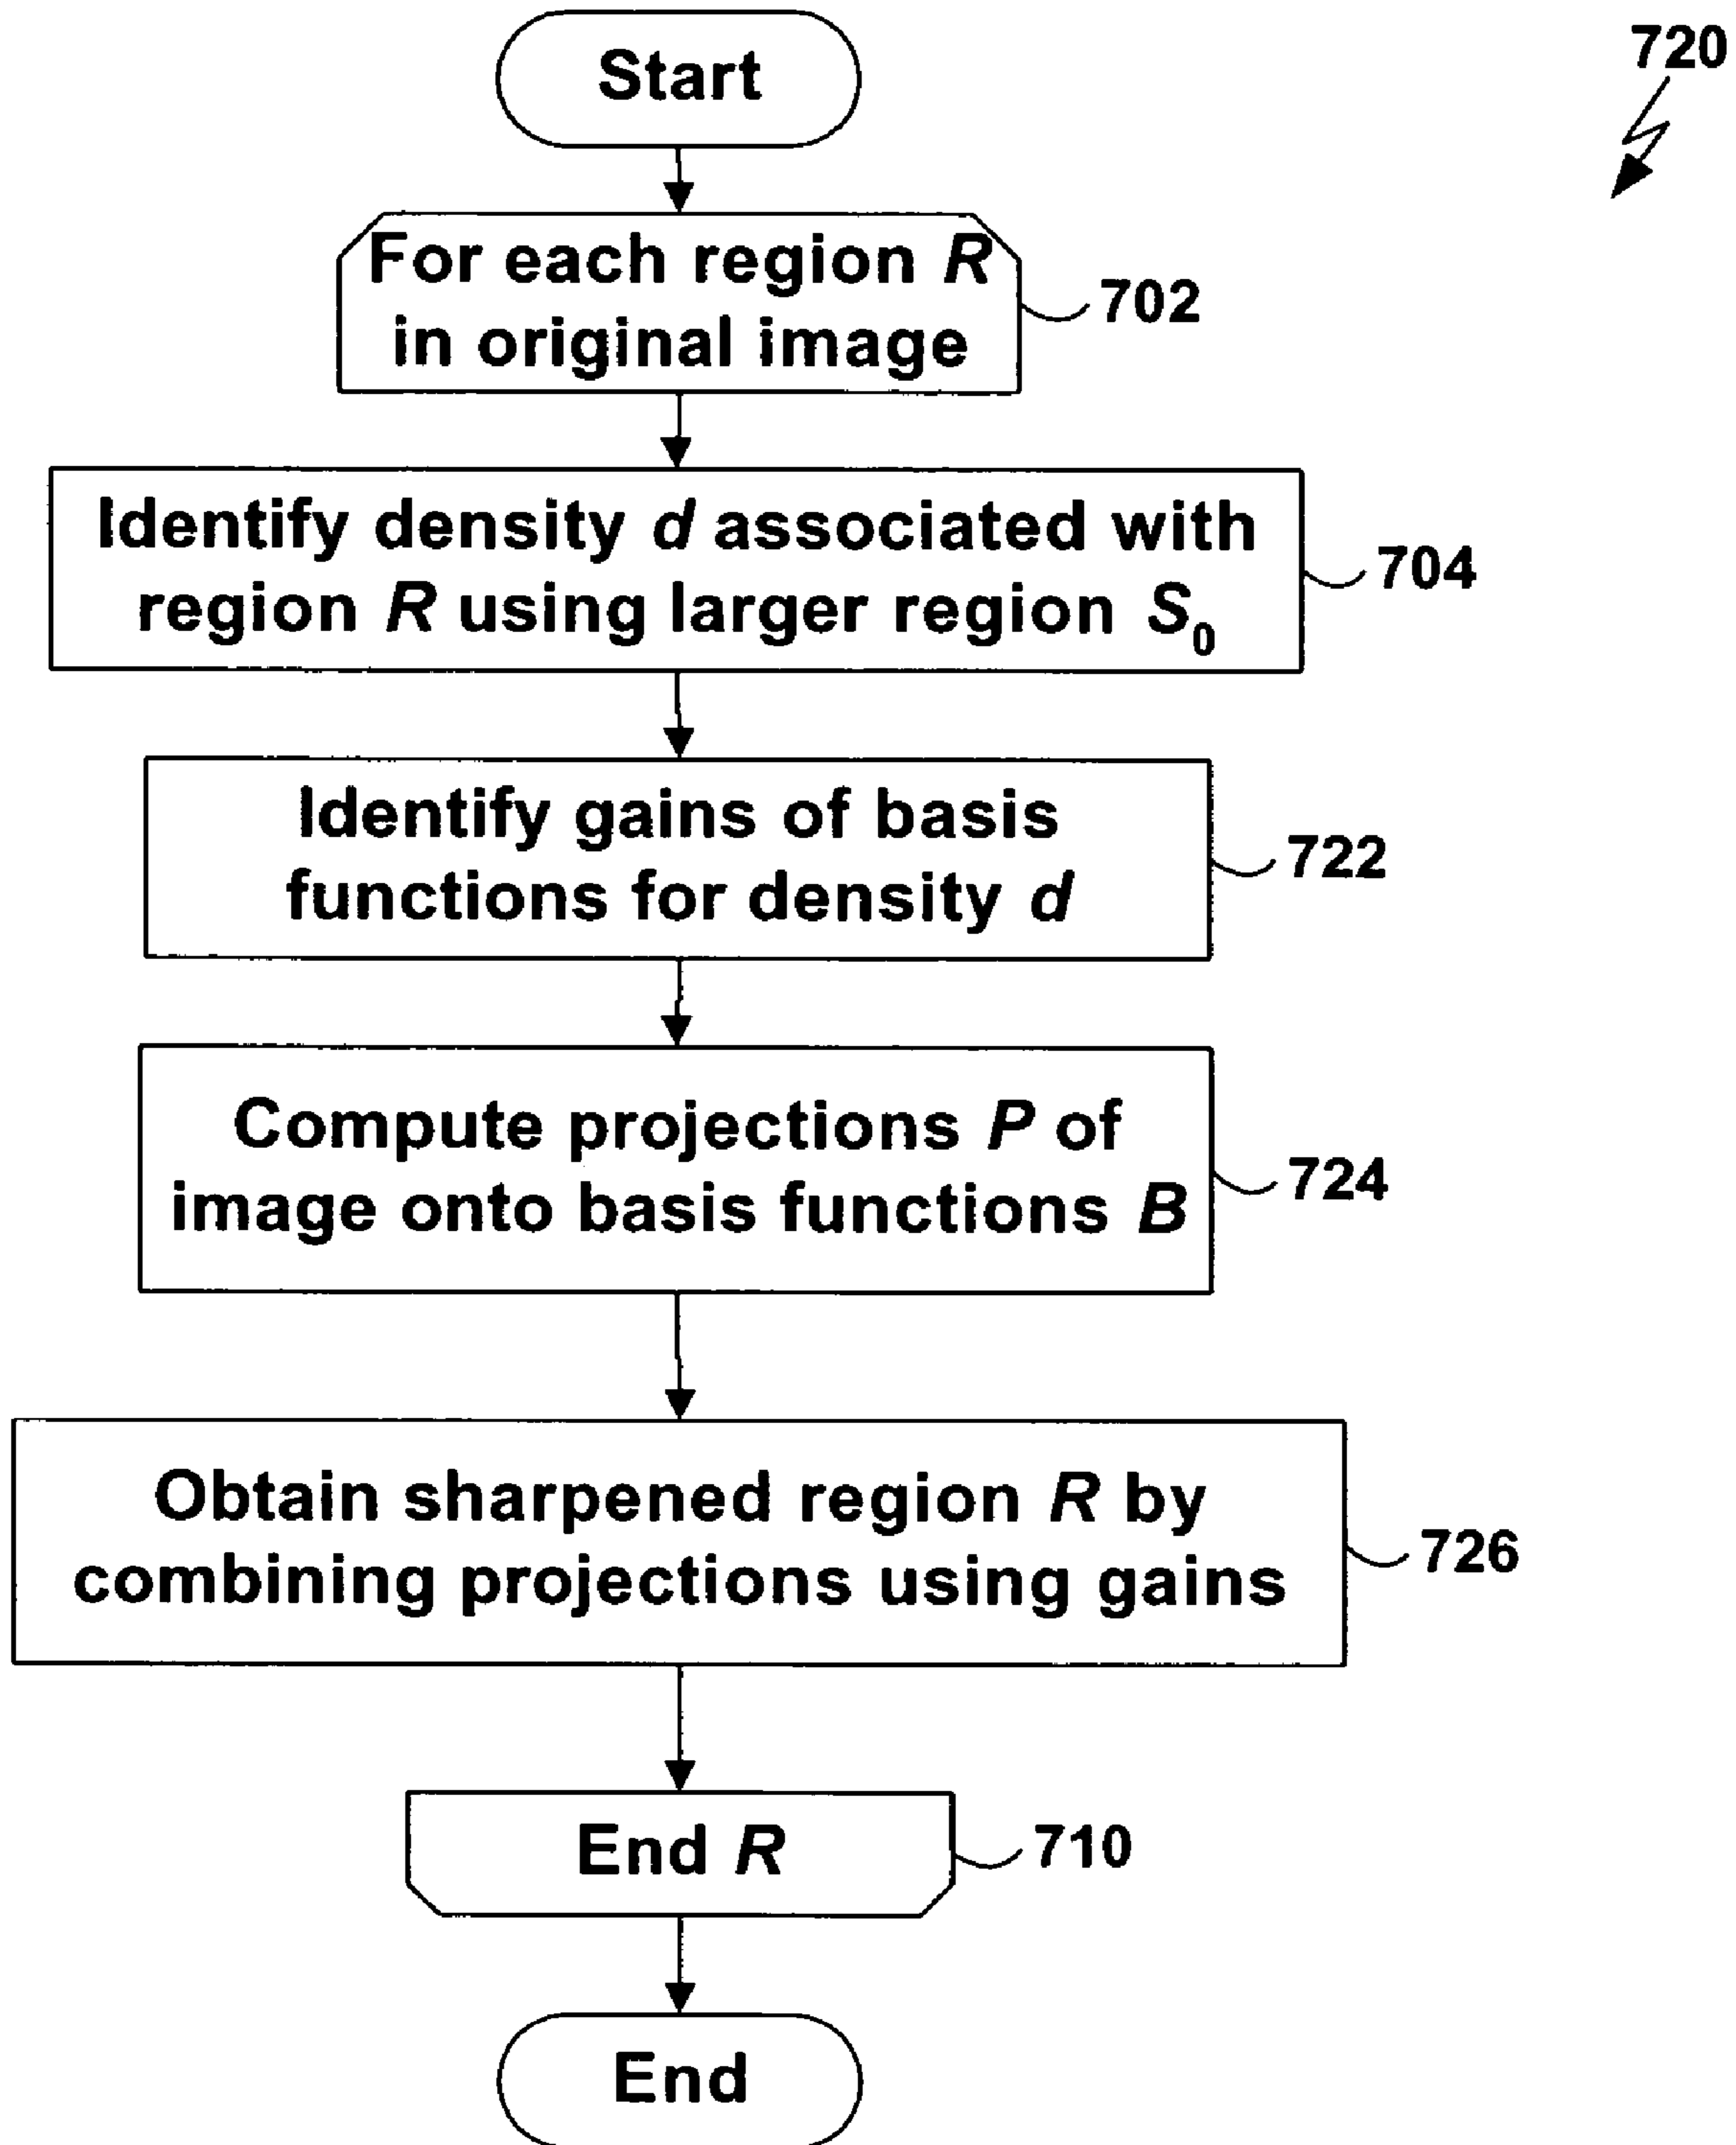 Start
720
For each region R
in original image
702
Identify density d associated with
region R using larger region S₀
704
Identify gains of basis
functions for density d
722
Compute projections P of
image onto basis functions B
724
Obtain sharpened region R by
combining projections using gains
726
End R
710
End